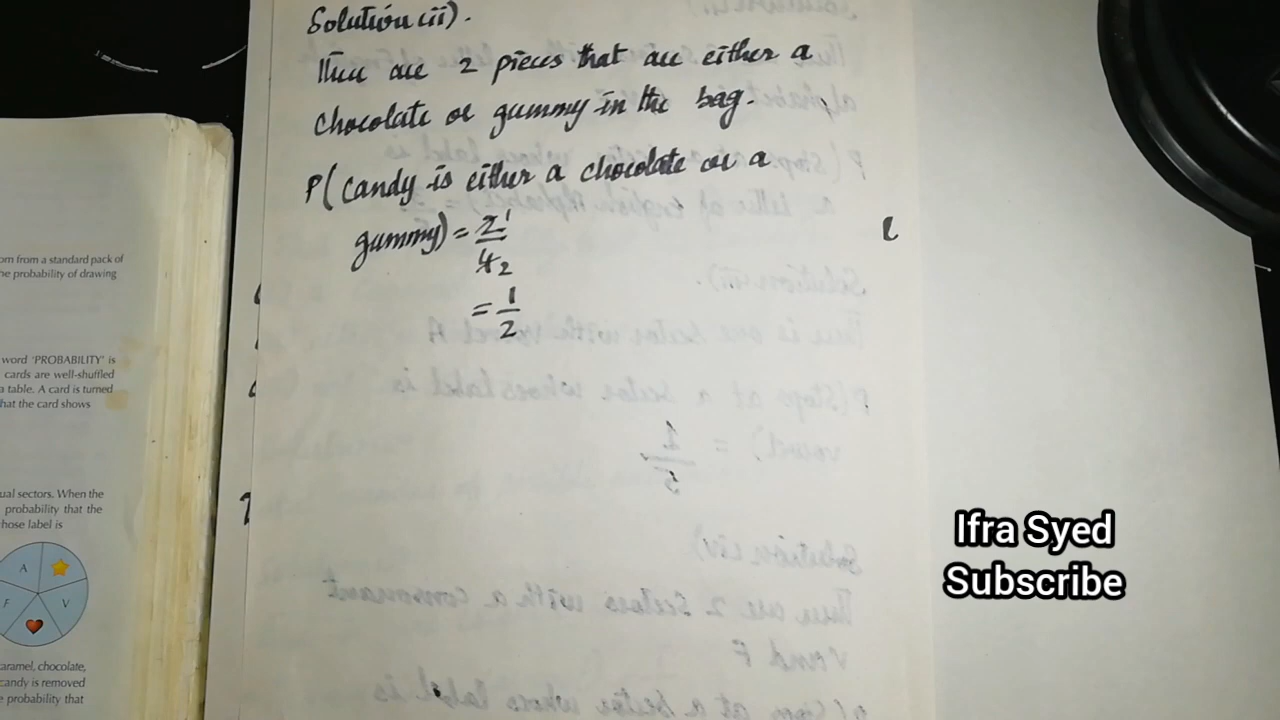 Solution (ii).
There are 2 pieces that are either a
chocolate or gummy in the bag.
P(Candy is either a chocolate or a
gummy) = 2 1
4 2
= 1
2
om from a standard pack of
he probability of drawing
word 'PROBABILITY' is
cards are well-shuffled
a table. A card is turned
hat the card shows
ual sectors. When the
probability that the
hose label is
A
F
V
aramel, chocolate,
candy is removed
e probability that
Ifra Syed
Subscribe